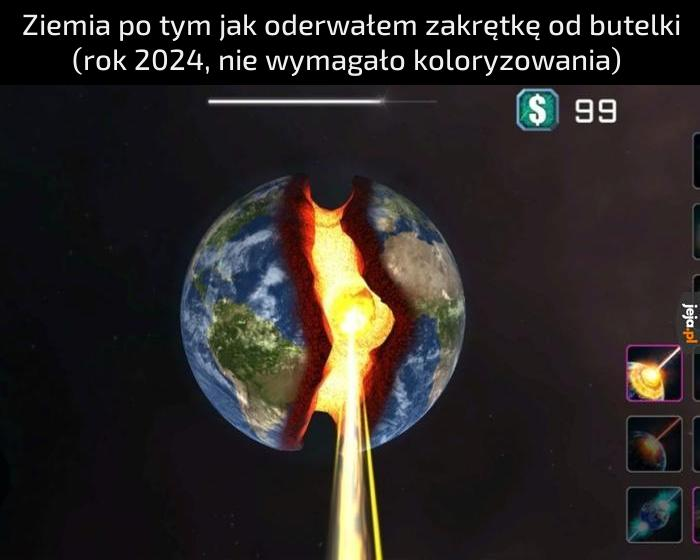 Ziemia po tym jak oderwałem zakrętkę od butelki
(rok 2024, nie wymagało koloryzowania)
$ 99
jeja.pl